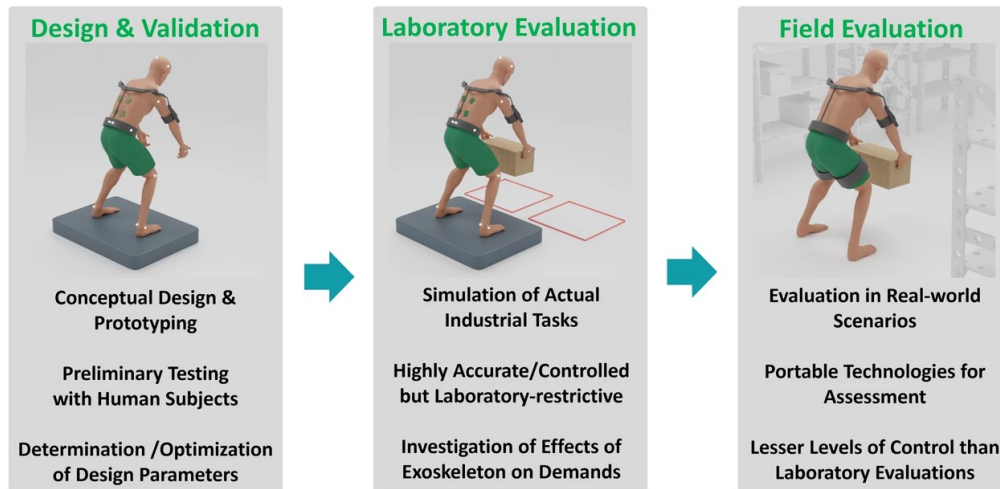 Design & Validation
Conceptual Design &
Prototyping
Preliminary Testing
with Human Subjects
Determination /Optimization
of Design Parameters
Laboratory Evaluation
Simulation of Actual
Industrial Tasks
Highly Accurate/Controlled
but Laboratory-restrictive
Investigation of Effects of
Exoskeleton on Demands
Field Evaluation
Evaluation in Real-world
Scenarios
Portable Technologies for
Assessment
Lesser Levels of Control than
Laboratory Evaluations